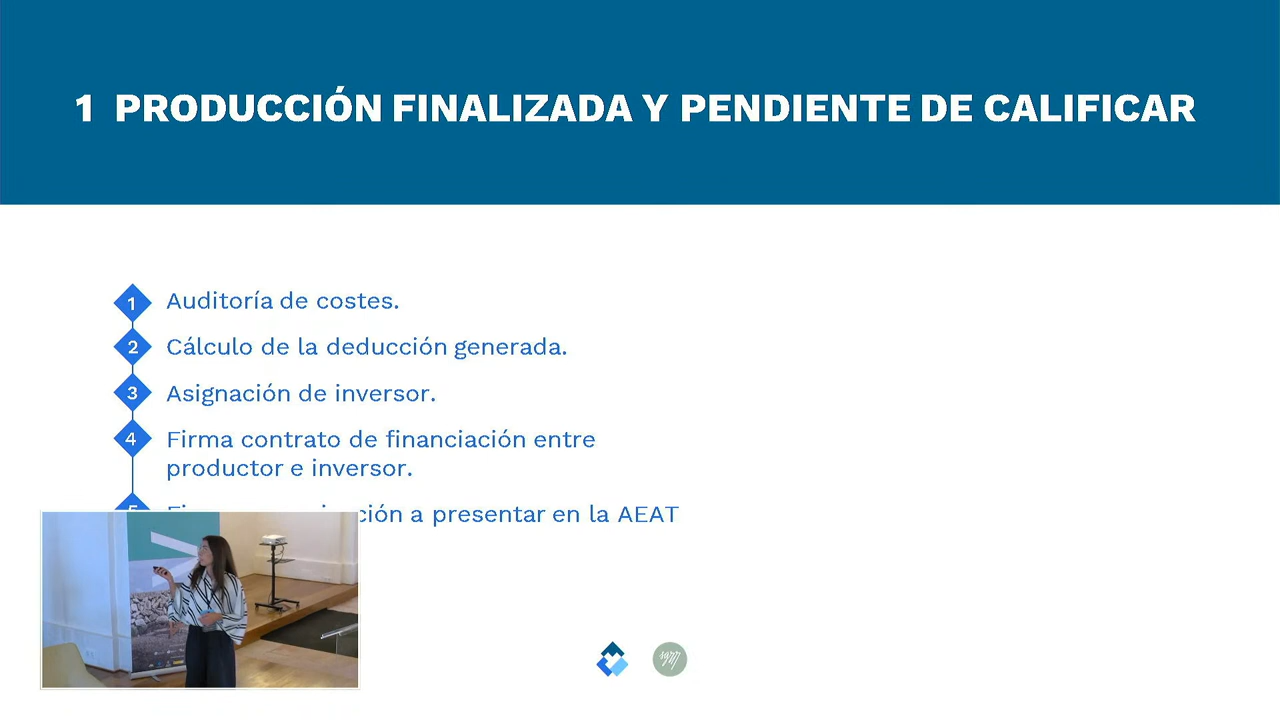 1 PRODUCCIÓN FINALIZADA Y PENDIENTE DE CALIFICAR
1 Auditoría de costes.
2 Cálculo de la deducción generada.
3 Asignación de inversor.
4 Firma contrato de financiación entre
productor e inversor.
a presentar en la AEAT